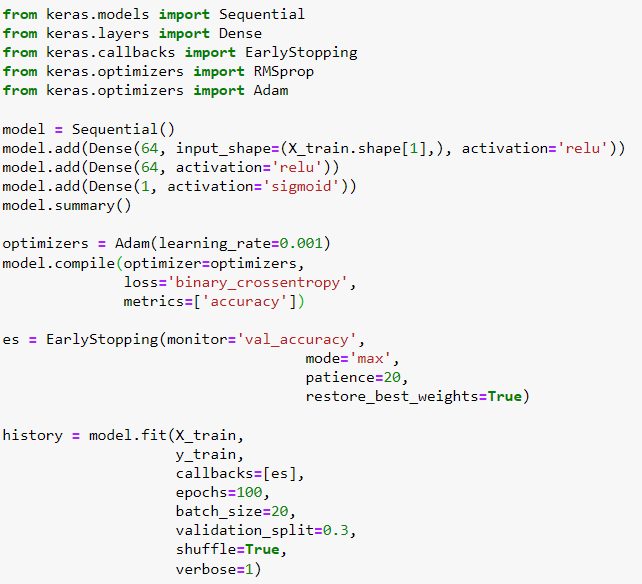 from keras.models import Sequential
from keras.layers import Dense
from keras.callbacks import EarlyStopping
from keras.optimizers import RMSprop
from keras.optimizers import Adam

model = Sequential()
model.add(Dense(64, input_shape=(X_train.shape[1],), activation='relu'))
model.add(Dense(64, activation='relu'))
model.add(Dense(1, activation='sigmoid'))
model.summary()

optimizers = Adam(learning_rate=0.001)
model.compile(optimizer=optimizers,
              loss='binary_crossentropy',
              metrics=['accuracy'])

es = EarlyStopping(monitor='val_accuracy',
                                   mode='max',
                                   patience=20,
                                   restore_best_weights=True)

history = model.fit(X_train,
                    y_train,
                    callbacks=[es],
                    epochs=100,
                    batch_size=20,
                    validation_split=0.3,
                    shuffle=True,
                    verbose=1)